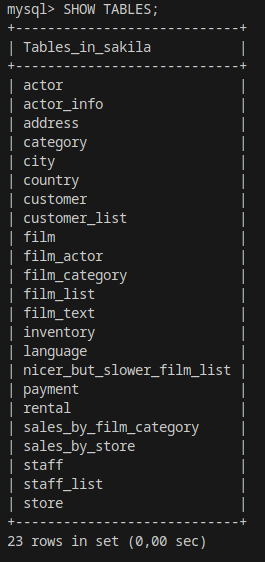 mysql> SHOW TABLES;
+----------------------------+
| Tables_in_sakila           |
+----------------------------+
| actor                      |
| actor_info                 |
| address                    |
| category                   |
| city                       |
| country                    |
| customer                   |
| customer_list              |
| film                       |
| film_actor                 |
| film_category              |
| film_list                  |
| film_text                  |
| inventory                  |
| language                   |
| nicer_but_slower_film_list |
| payment                    |
| rental                     |
| sales_by_film_category     |
| sales_by_store             |
| staff                      |
| staff_list                 |
| store                      |
+----------------------------+
23 rows in set (0,00 sec)